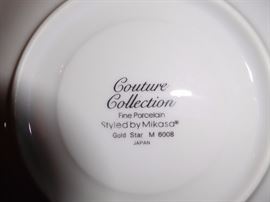 Couture
Collection
Fine Porcelain
Styled by Mikasa®
Gold Star M 6008
JAPAN